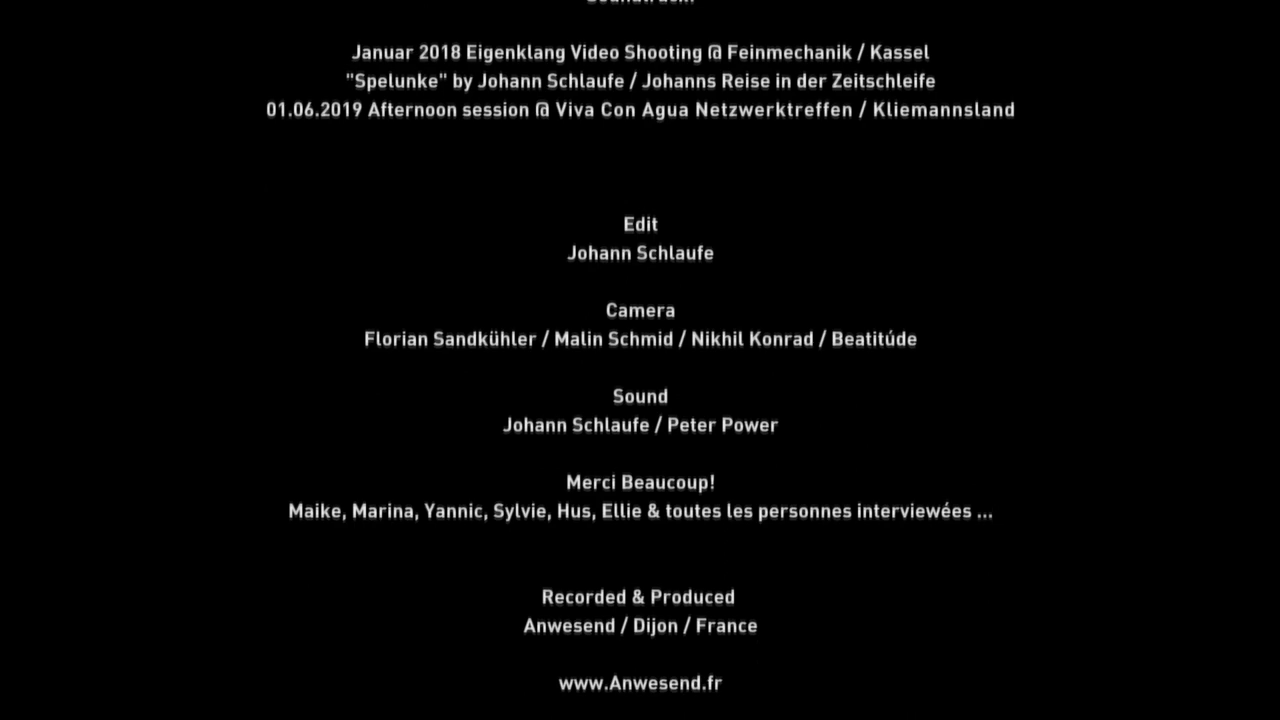 Januar 2018 Eigenklang Video Shooting @ Feinmechanik / Kassel
"Spelunke" by Johann Schlaufe / Johanns Reise in der Zeitschleife
01.06.2019 Afternoon session @ Viva Con Agua Netzwerktreffen / Kliemannsland
Edit
Johann Schlaufe
Camera
Florian Sandkühler / Malin Schmid / Nikhil Konrad / Beatitúde
Sound
Johann Schlaufe / Peter Power
Merci Beaucoup!
Maike, Marina, Yannic, Sylvie, Hus, Ellie & toutes les personnes interviewées ...
Recorded & Produced
Anwesend / Dijon / France
www.Anwesend.fr